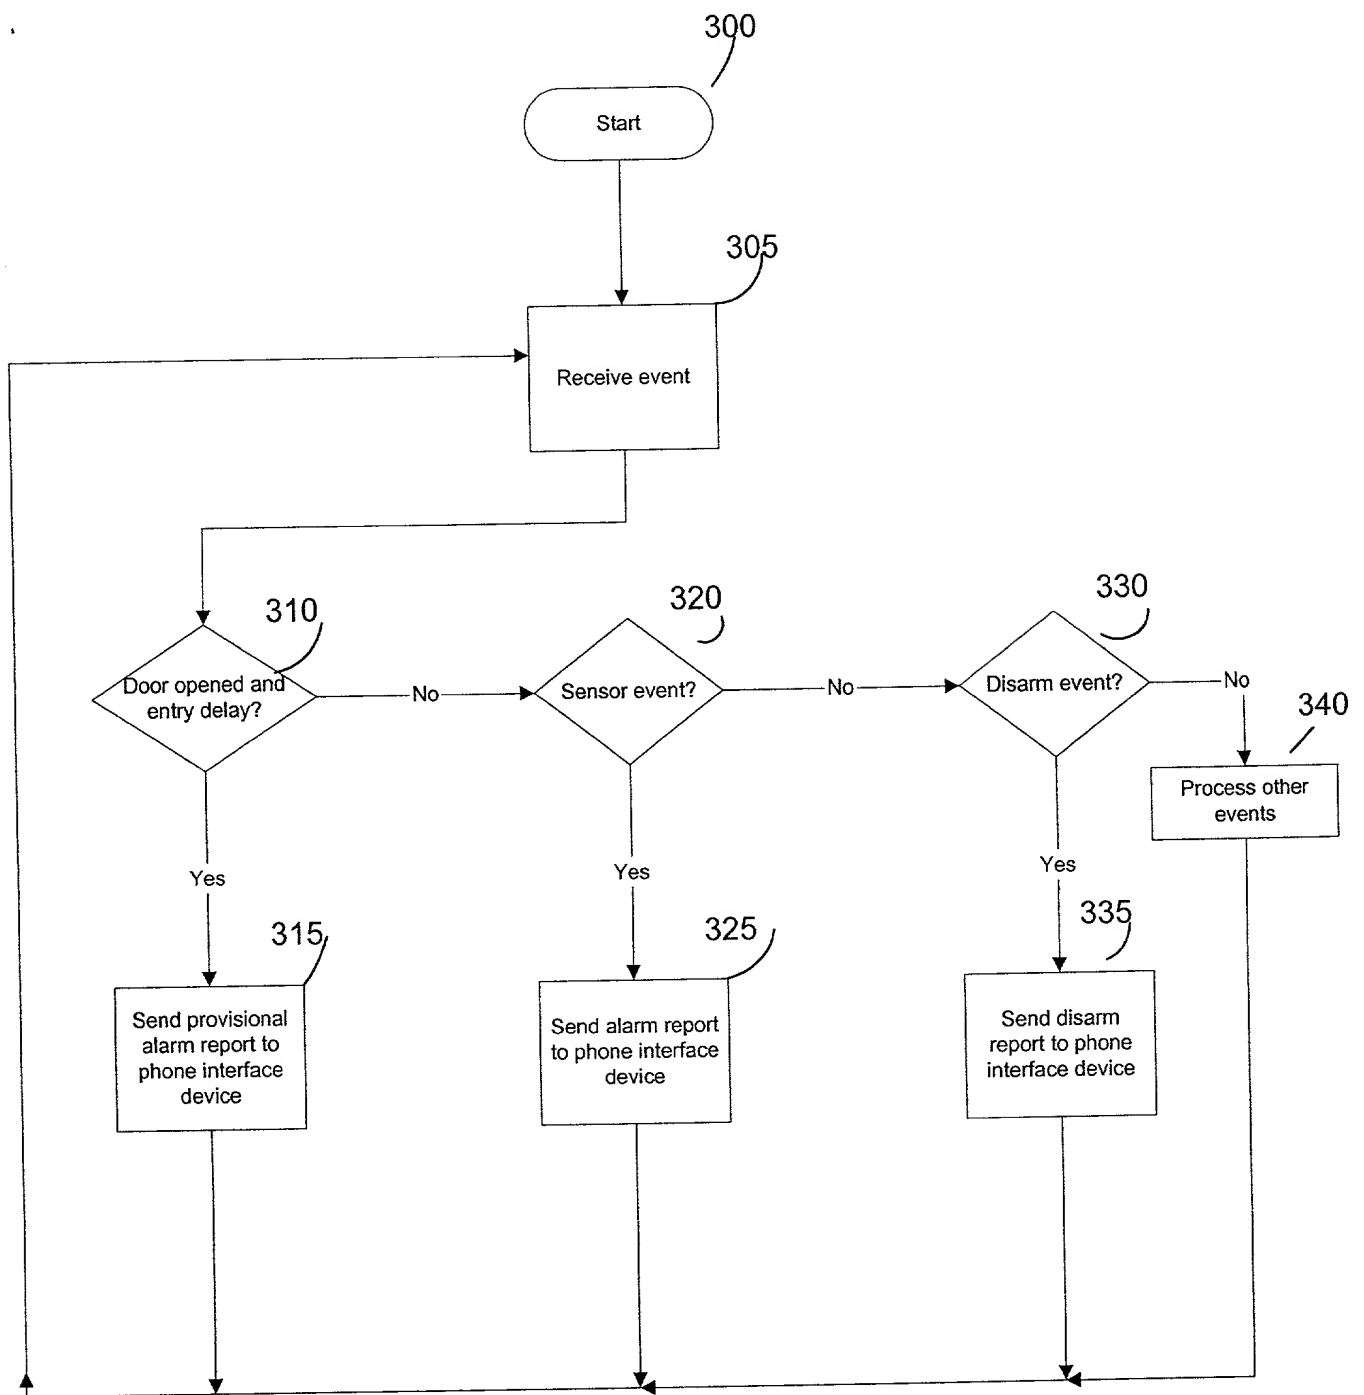 300
Start
305
Receive event
310
320
330
Door opened and
entry delay?
No
Sensor event?
No
Disarm event?
No
340
Process other
events
Yes
Yes
Yes
315
325
335
Send provisional
alarm report to
phone interface
device
Send alarm report
to phone interface
device
Send disarm
report to phone
interface device